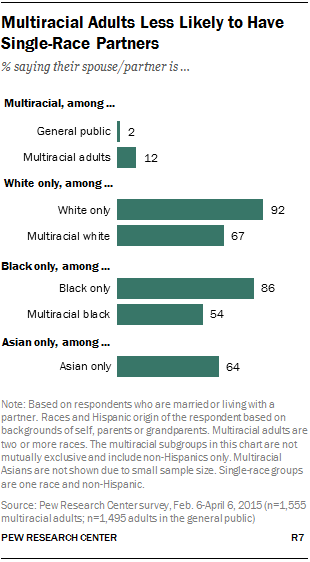 Multiracial Adults Less Likely to Have
Single-Race Partners
% saying their spouse/partner is ...
Multiracial, among ...
General public 2
Multiracial adults 12
White only, among ...
White only 92
Multiracial white 67
Black only, among ...
Black only 86
Multiracial black 54
Asian only, among ...
Asian only 64
Note: Based on respondents who are married or living with a
partner. Races and Hispanic origin of the respondent based on
backgrounds of self, parents or grandparents. Multiracial adults are
two or more races. The multiracial subgroups in this chart are not
mutually exclusive and include non-Hispanics only. Multiracial
Asians are not shown due to small sample size. Single-race groups
are one race and non-Hispanic.
Source: Pew Research Center survey, Feb. 6-April 6, 2015 (n=1,555
multiracial adults; n=1,495 adults in the general public)
PEW RESEARCH CENTER R7